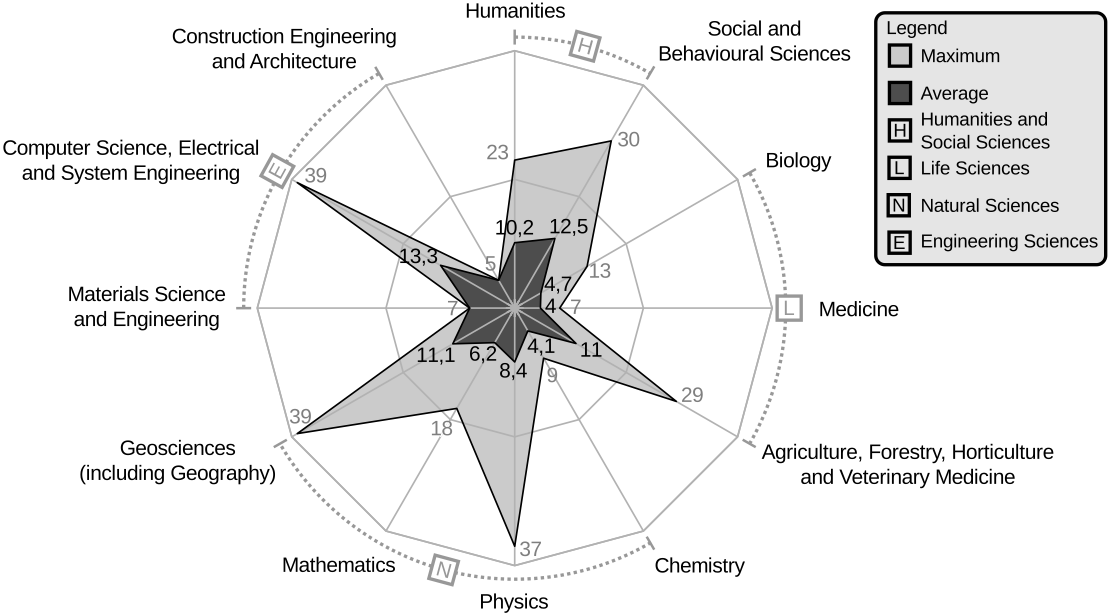 Humanities
Social and
Behavioural Sciences
Construction Engineering
and Architecture
Legend
Maximum
Average
H
Humanities and
Social Sciences
L
Life Sciences
N
Natural Sciences
E
Engineering Sciences
H
Computer Science, Electrical
and System Engineering
E
39
23
30
Biology
10,2
12,5
13,3
5
13
4,7
Materials Science
and Engineering
7
4
7
L
Medicine
11,1
6,2
8,4
4,1
11
9
29
39
18
Geosciences
(including Geography)
Agriculture, Forestry, Horticulture
and Veterinary Medicine
37
Mathematics
N
Physics
Chemistry